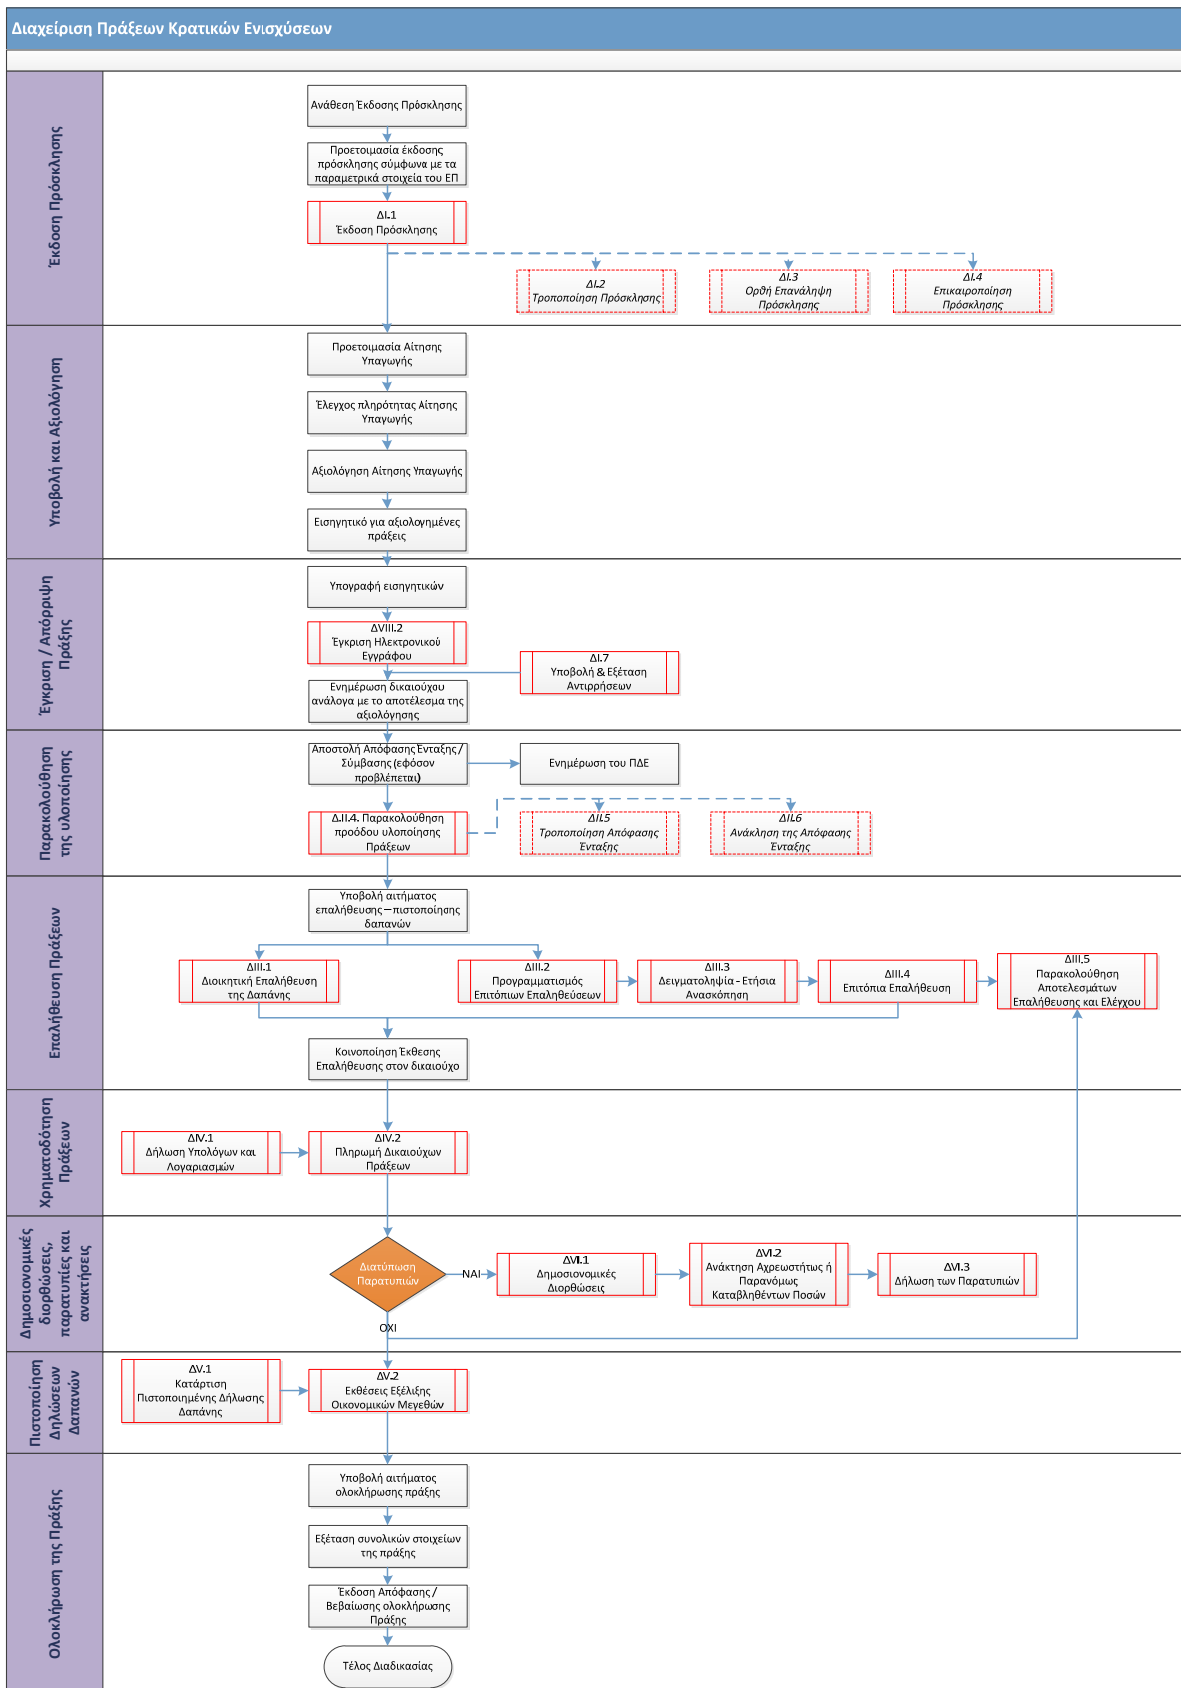 Διαχείριση Πράξεων Κρατικών Ενισχύσεων
Έκδοση Πρόσκλησης
Ανάθεση Έκδοσης Πρόσκλησης
Προετοιμασία έκδοσης
πρόσκλησης σύμφωνα με τα
παραμετρικά στοιχεία του ΕΠ
ΔΙ.1
Έκδοση Πρόσκλησης
ΔΙ.2
Τροποποίηση Πρόσκλησης
ΔΙ.3
Ορθή Επανάληψη
Πρόσκλησης
ΔΙ.4
Επικαιροποίηση
Πρόσκλησης
Υποβολή και Αξιολόγηση
Προετοιμασία Αίτησης
Υπαγωγής
Έλεγχος πληρότητας Αίτησης
Υπαγωγής
Αξιολόγηση Αίτησης Υπαγωγής
Εισηγητικό για αξιολογημένες
πράξεις
Έγκριση / Απόρριψη
Πράξης
Υπογραφή εισηγητικών
ΔVIII.2
Έγκριση Ηλεκτρονικού
Εγγράφου
ΔΙ.7
Υποβολή & Εξέταση
Αντιρρήσεων
Ενημέρωση δικαιούχου
ανάλογα με το αποτέλεσμα της
αξιολόγησης
Παρακολούθηση
της υλοποίησης
Αποστολή Απόφασης Ένταξης /
Σύμβασης (εφόσον
προβλέπεται)
Ενημέρωση του ΠΔΕ
Δ.ΙΙ.4. Παρακολούθηση
προόδου υλοποίησης
Πράξεων
ΔΙΙ.5
Τροποποίηση Απόφασης
Ένταξης
ΔΙΙ.6
Ανάκληση της Απόφασης
Ένταξης
Επαλήθευση Πράξεων
Υποβολή αιτήματος
επαλήθευσης – πιστοποίησης
δαπανών
ΔΙΙΙ.1
Διοικητική Επαλήθευση
της Δαπάνης
ΔΙΙΙ.2
Προγραμματισμός
Επιτόπιων Επαληθεύσεων
ΔΙΙΙ.3
Δειγματοληψία - Ετήσια
Ανασκόπηση
ΔΙΙΙ.4
Επιτόπια Επαλήθευση
ΔΙΙΙ.5
Παρακολούθηση
Αποτελεσμάτων
Επαλήθευσης και Ελέγχου
Κοινοποίηση Έκθεσης
Επαλήθευσης στον δικαιούχο
Χρηματοδότηση
Πράξεων
ΔIV.1
Δήλωση Υπολόγων και
Λογαριασμών
ΔIV.2
Πληρωμή Δικαιούχων
Πράξεων
Δημοσιονομικές
διορθώσεις,
παρατυπίες και
ανακτήσεις
Διατύπωση
Παρατυπιών
ΝΑΙ
ΔVI.1
Δημοσιονομικές
Διορθώσεις
ΔVI.2
Ανάκτηση Αχρεωστήτως ή
Παρανόμως
Καταβληθέντων Ποσών
ΔVI.3
Δήλωση των Παρατυπιών
ΟΧΙ
Πιστοποίηση
Δηλώσεων
Δαπανών
ΔV.1
Κατάρτιση
Πιστοποιημένης Δήλωσης
Δαπάνης
ΔV.2
Εκθέσεις Εξέλιξης
Οικονομικών Μεγεθών
Ολοκλήρωση της Πράξης
Υποβολή αιτήματος
ολοκλήρωσης πράξης
Εξέταση συνολικών στοιχείων
της πράξης
Έκδοση Απόφασης /
Βεβαίωσης ολοκλήρωσης
Πράξης
Τέλος Διαδικασίας